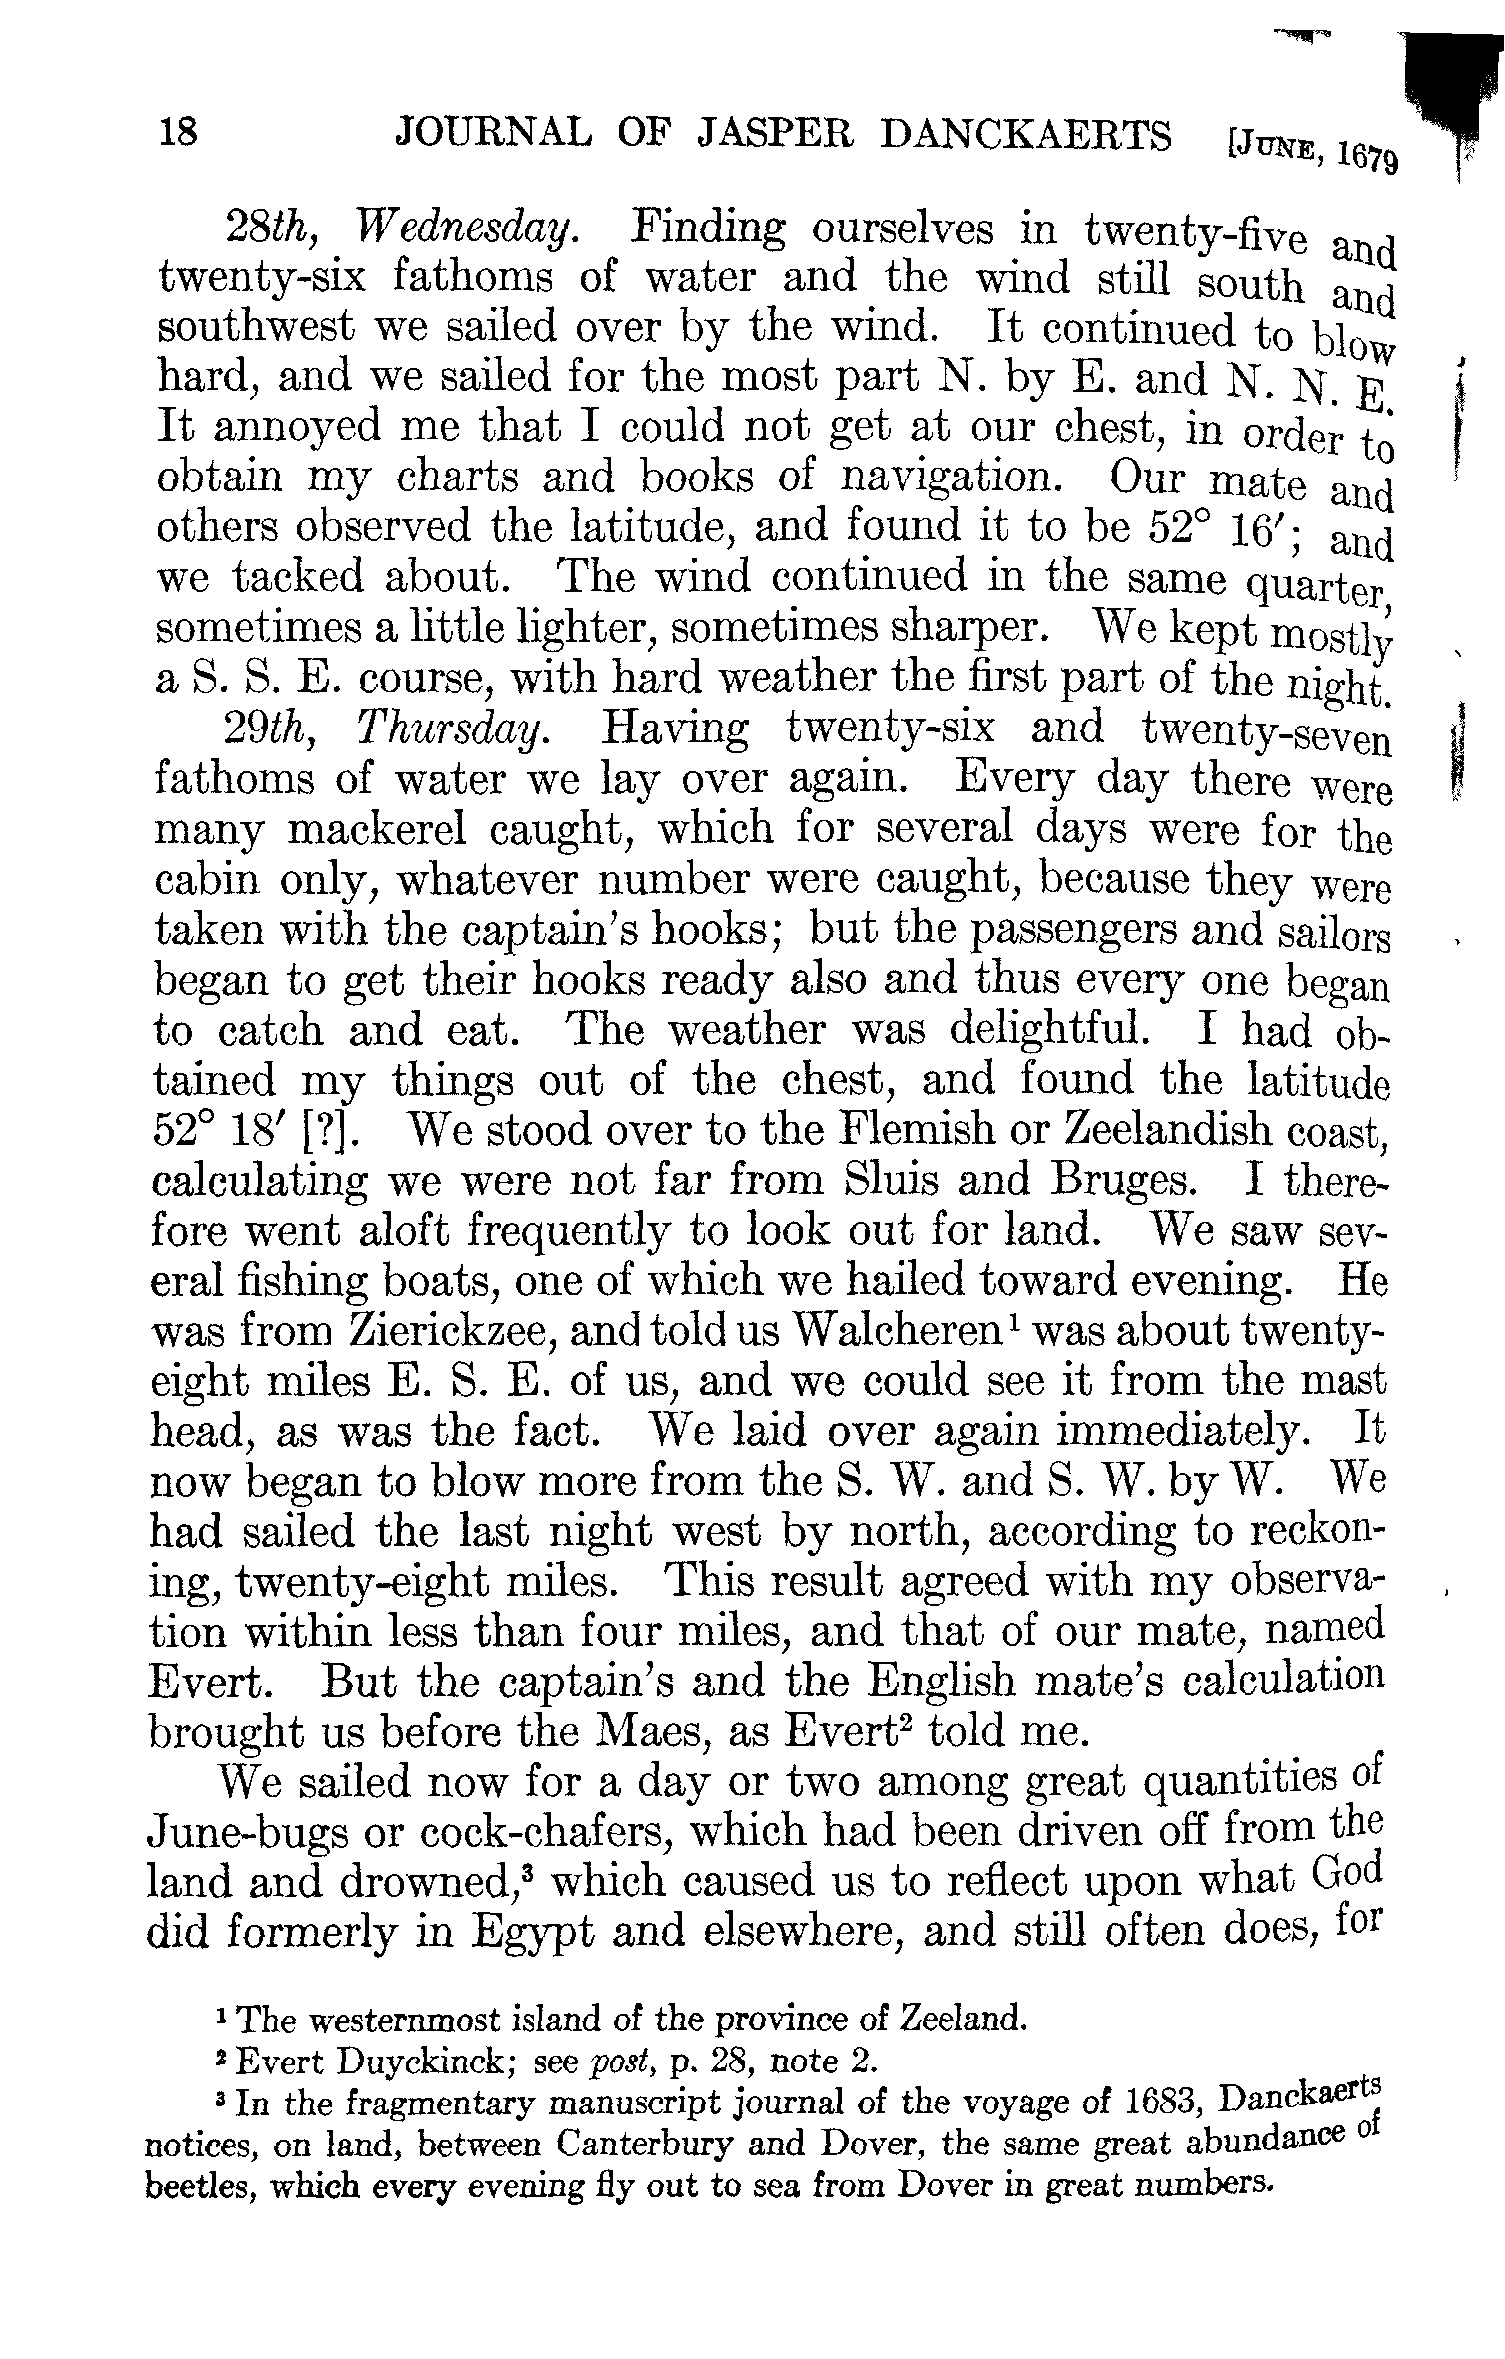 18 JOURNAL OF JASPER DANCKAERTS [JUNE, 1679
28th, Wednesday. Finding ourselves in twenty-five and
twenty-six fathoms of water and the wind still south and
southwest we sailed over by the wind. It continued to blow
hard, and we sailed for the most part N. by E. and N. N. E.
It annoyed me that I could not get at our chest, in order to
obtain my charts and books of navigation. Our mate and
others observed the latitude, and found it to be 52° 16′; and
we tacked about. The wind continued in the same quarter,
sometimes a little lighter, sometimes sharper. We kept mostly
a S. S. E. course, with hard weather the first part of the night.
29th, Thursday. Having twenty-six and twenty-seven
fathoms of water we lay over again. Every day there were
many mackerel caught, which for several days were for the
cabin only, whatever number were caught, because they were
taken with the captain's hooks; but the passengers and sailors
began to get their hooks ready also and thus every one began
to catch and eat. The weather was delightful. I had ob-
tained my things out of the chest, and found the latitude
52° 18′ [?]. We stood over to the Flemish or Zeelandish coast,
calculating we were not far from Sluis and Bruges. I there-
fore went aloft frequently to look out for land. We saw sev-
eral fishing boats, one of which we hailed toward evening. He
was from Zierickzee, and told us Walcheren¹ was about twenty-
eight miles E. S. E. of us, and we could see it from the mast
head, as was the fact. We laid over again immediately. It
now began to blow more from the S. W. and S. W. by W. We
had sailed the last night west by north, according to reckon-
ing, twenty-eight miles. This result agreed with my observa-
tion within less than four miles, and that of our mate, named
Evert. But the captain's and the English mate's calculation
brought us before the Maes, as Evert² told me.
We sailed now for a day or two among great quantities of
June-bugs or cock-chafers, which had been driven off from the
land and drowned,³ which caused us to reflect upon what God
did formerly in Egypt and elsewhere, and still often does, for
¹ The westernmost island of the province of Zeeland.
² Evert Duyckinck; see post, p. 28, note 2.
³ In the fragmentary manuscript journal of the voyage of 1683, Danckaerts
notices, on land, between Canterbury and Dover, the same great abundance of
beetles, which every evening fly out to sea from Dover in great numbers.